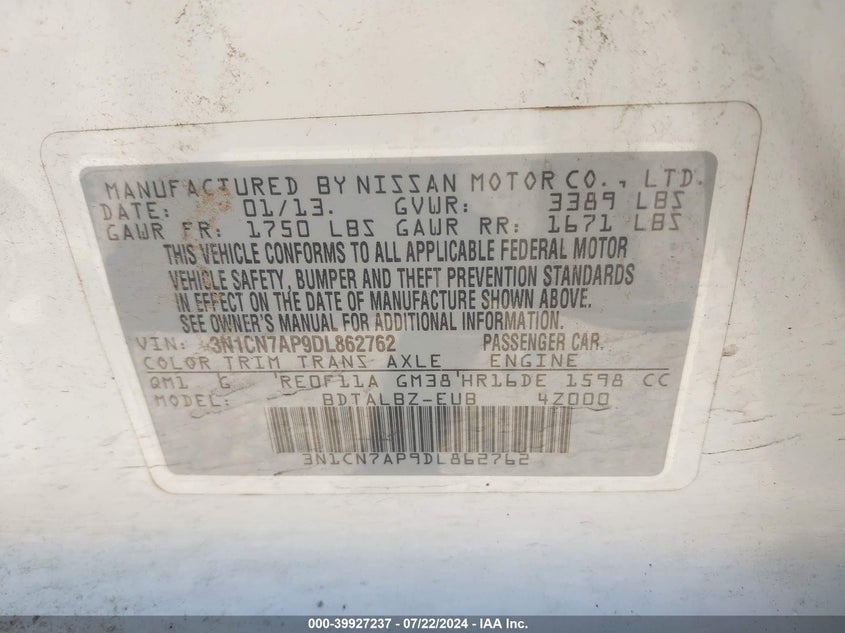 MANUFACTURED BY NISSAN MOTOR CO., LTD.
DATE: 01/13. GVWR: 3389 LBS
GAWR FR: 1750 LBS GAWR RR: 1671 LBS
THIS VEHICLE CONFORMS TO ALL APPLICABLE FEDERAL MOTOR
VEHICLE SAFETY, BUMPER AND THEFT PREVENTION STANDARDS
IN EFFECT ON THE DATE OF MANUFACTURE SHOWN ABOVE.
SEE OWNER'S MANUAL FOR ADDITIONAL INFORMATION.
VIN: 3N1CN7AP9DL862762 PASSENGER CAR.
COLOR TRIM TRANS AXLE ENGINE
QM1 G RE0F11A GM38 HR16DE 1598 CC
MODEL: BDTALBZ-EUB 4Z000
3N1CN7AP9DL862762
000-39927237 - 07/22/2024 - IAA Inc.